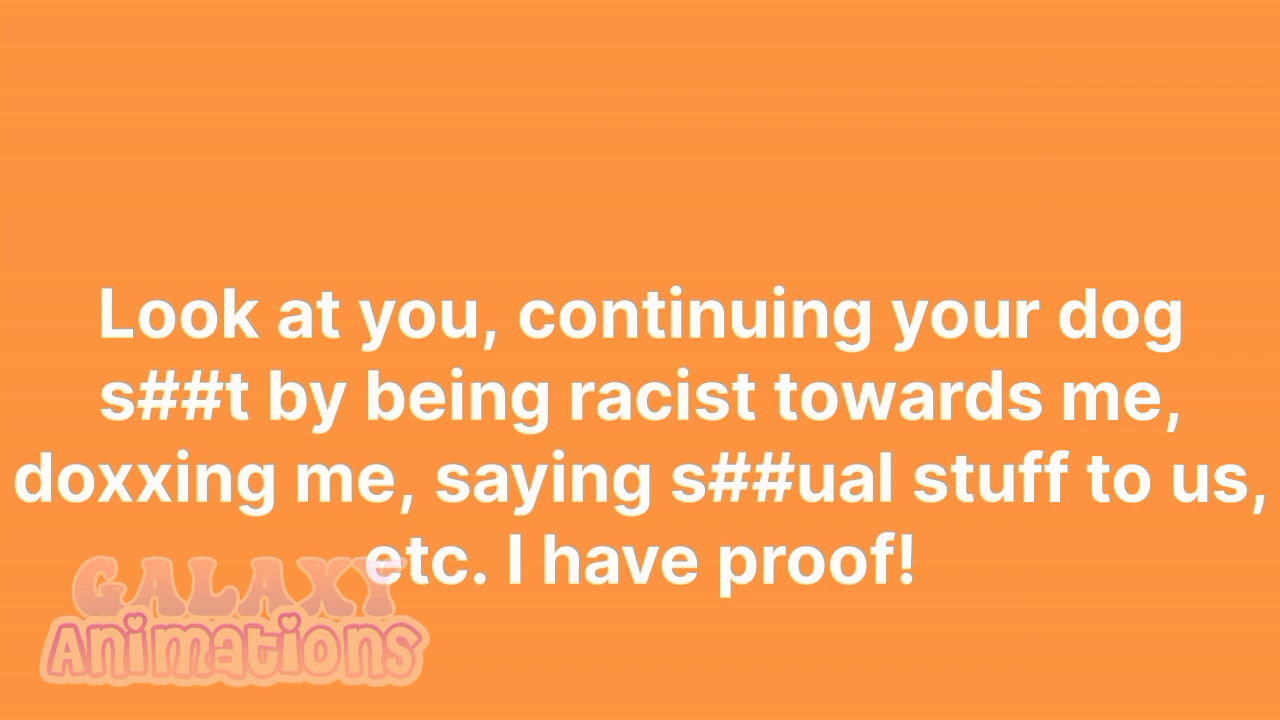 Look at you, continuing your dog
s##t by being racist towards me,
doxxing me, saying s##ual stuff to us,
etc. I have proof!
GALAXY
Animations